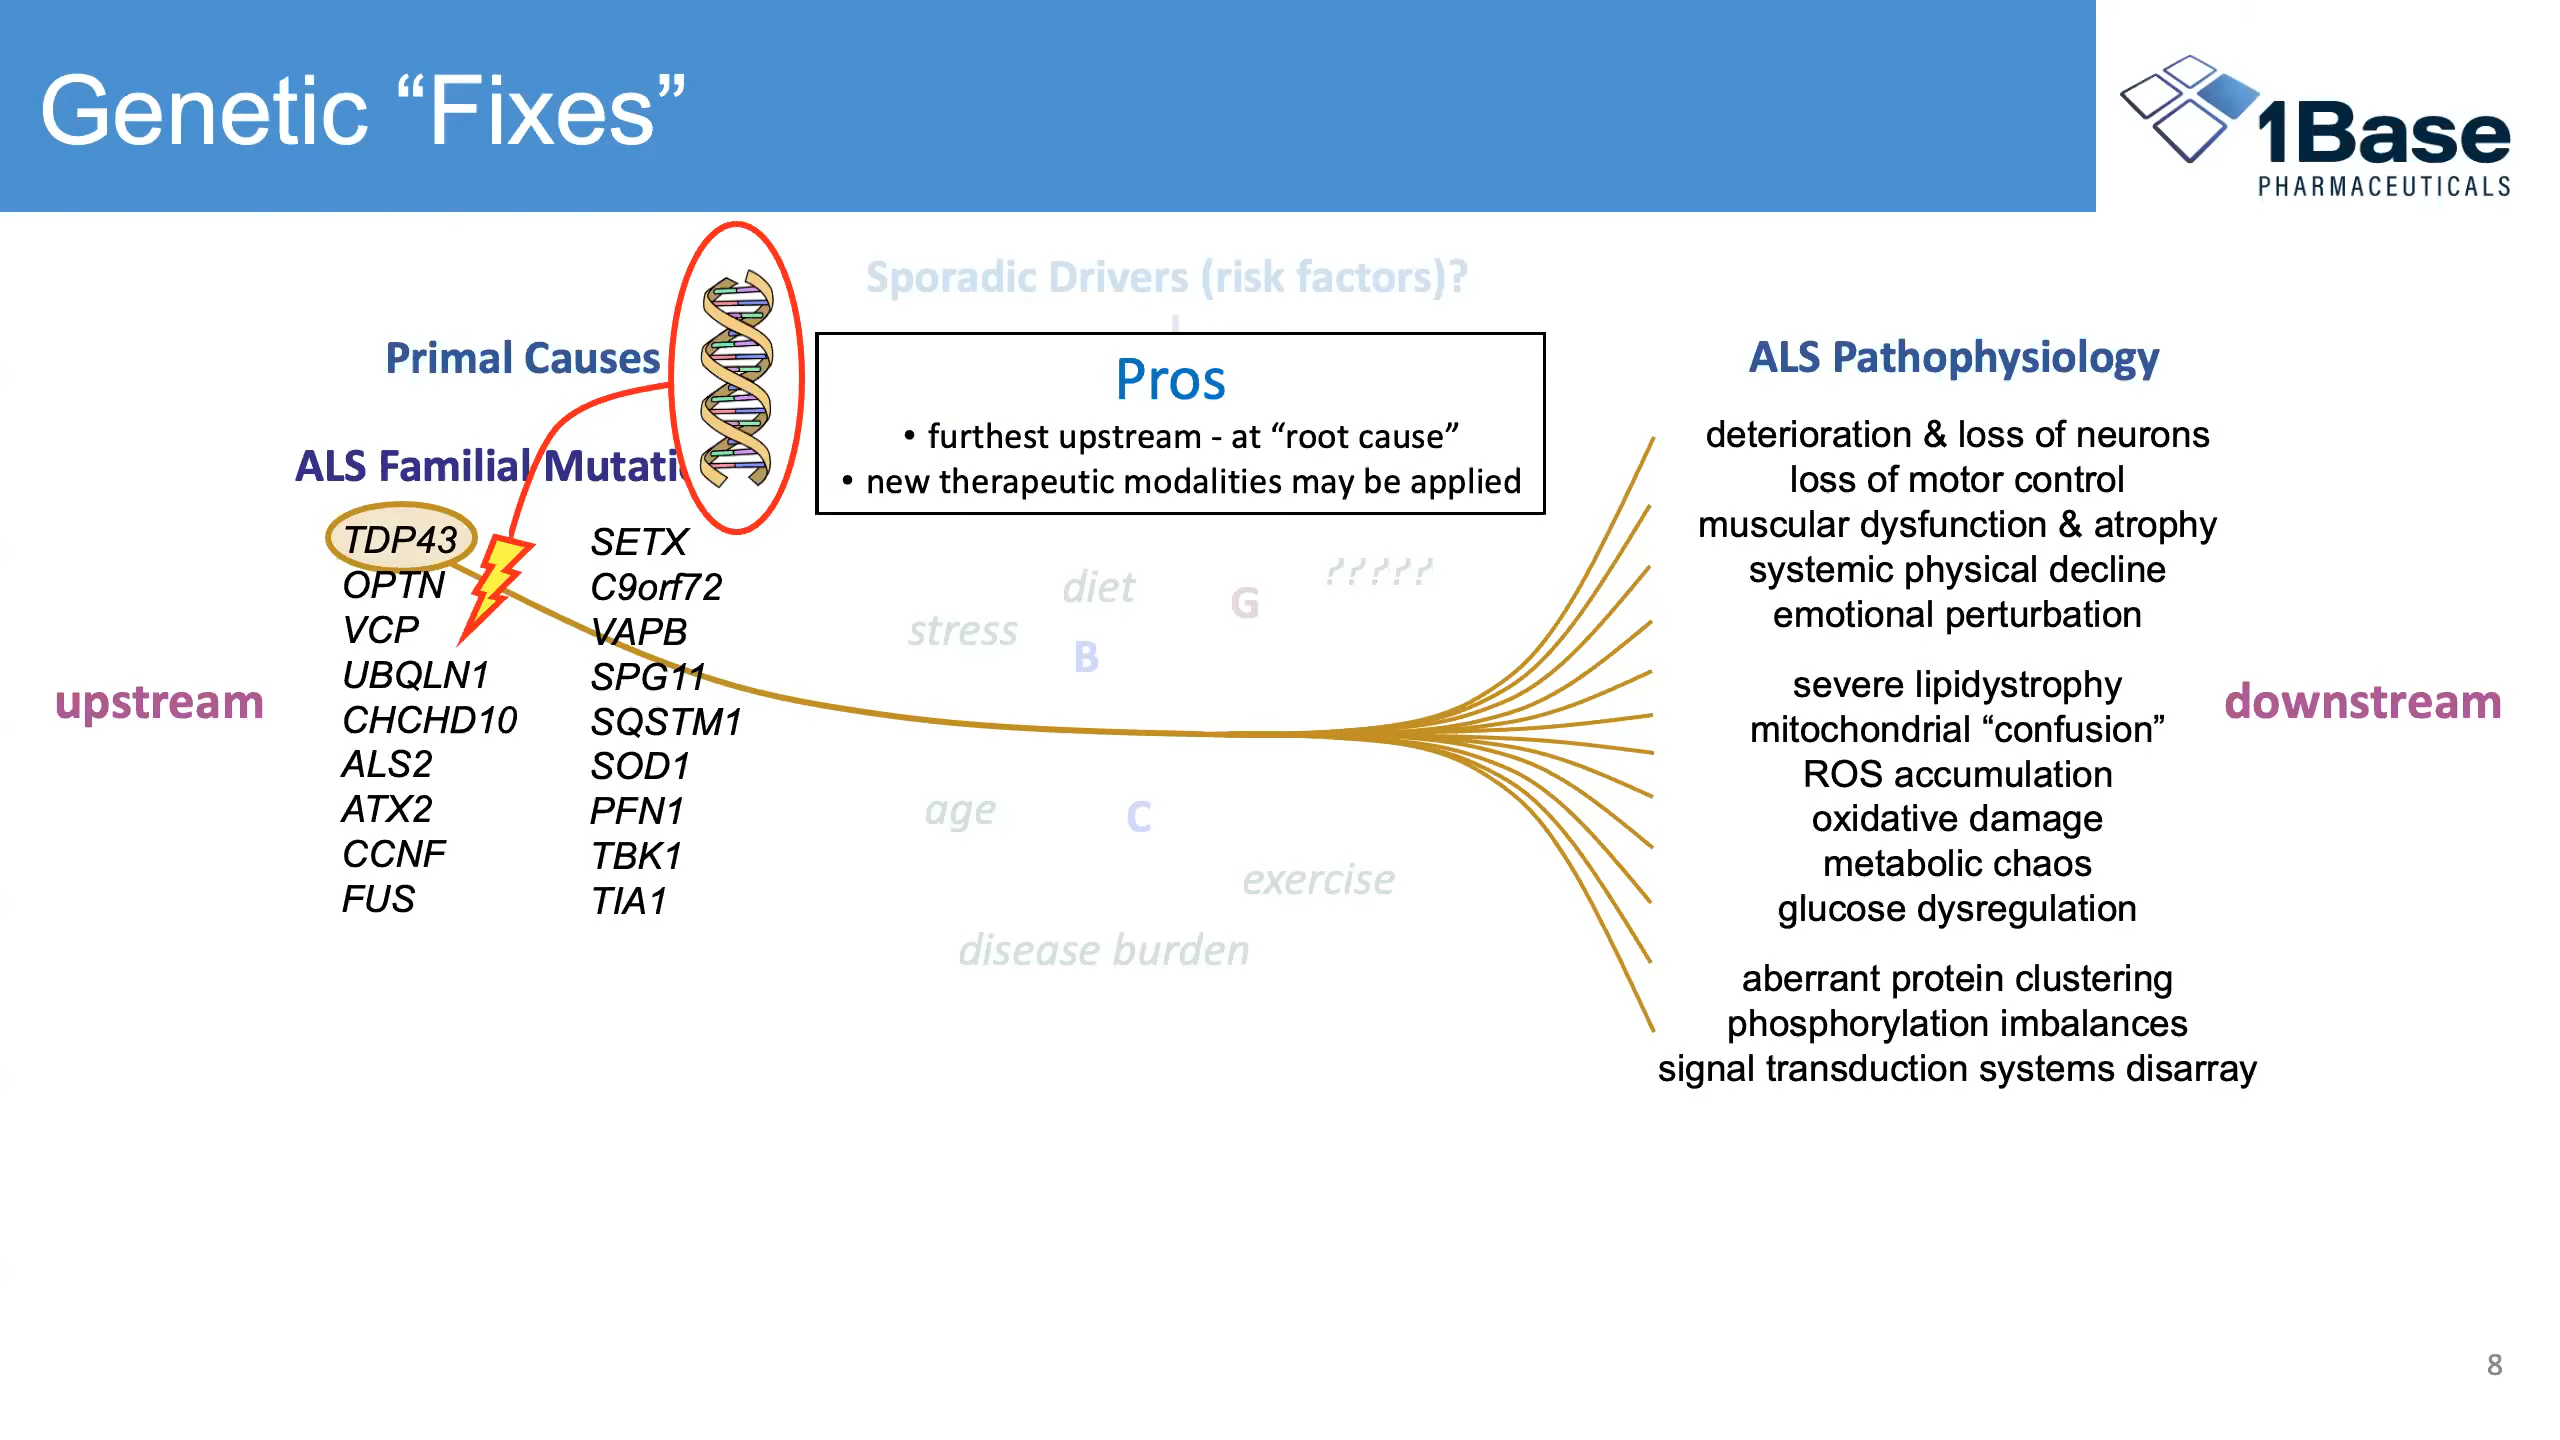 Genetic “Fixes”
1Base
PHARMACEUTICALS
Sporadic Drivers (risk factors)?
Primal Causes
ALS Familial Mutati
Pros
• furthest upstream - at “root cause”
• new therapeutic modalities may be applied
ALS Pathophysiology
TDP43
OPTN
VCP
UBQLN1
CHCHD10
ALS2
ATX2
CCNF
FUS
SETX
C9orf72
VAPB
SPG11
SQSTM1
SOD1
PFN1
TBK1
TIA1
upstream
diet
G
?????
stress
B
age
C
exercise
disease burden
deterioration & loss of neurons
loss of motor control
muscular dysfunction & atrophy
systemic physical decline
emotional perturbation
severe lipidystrophy
mitochondrial “confusion”
ROS accumulation
oxidative damage
metabolic chaos
glucose dysregulation
aberrant protein clustering
phosphorylation imbalances
signal transduction systems disarray
downstream
8